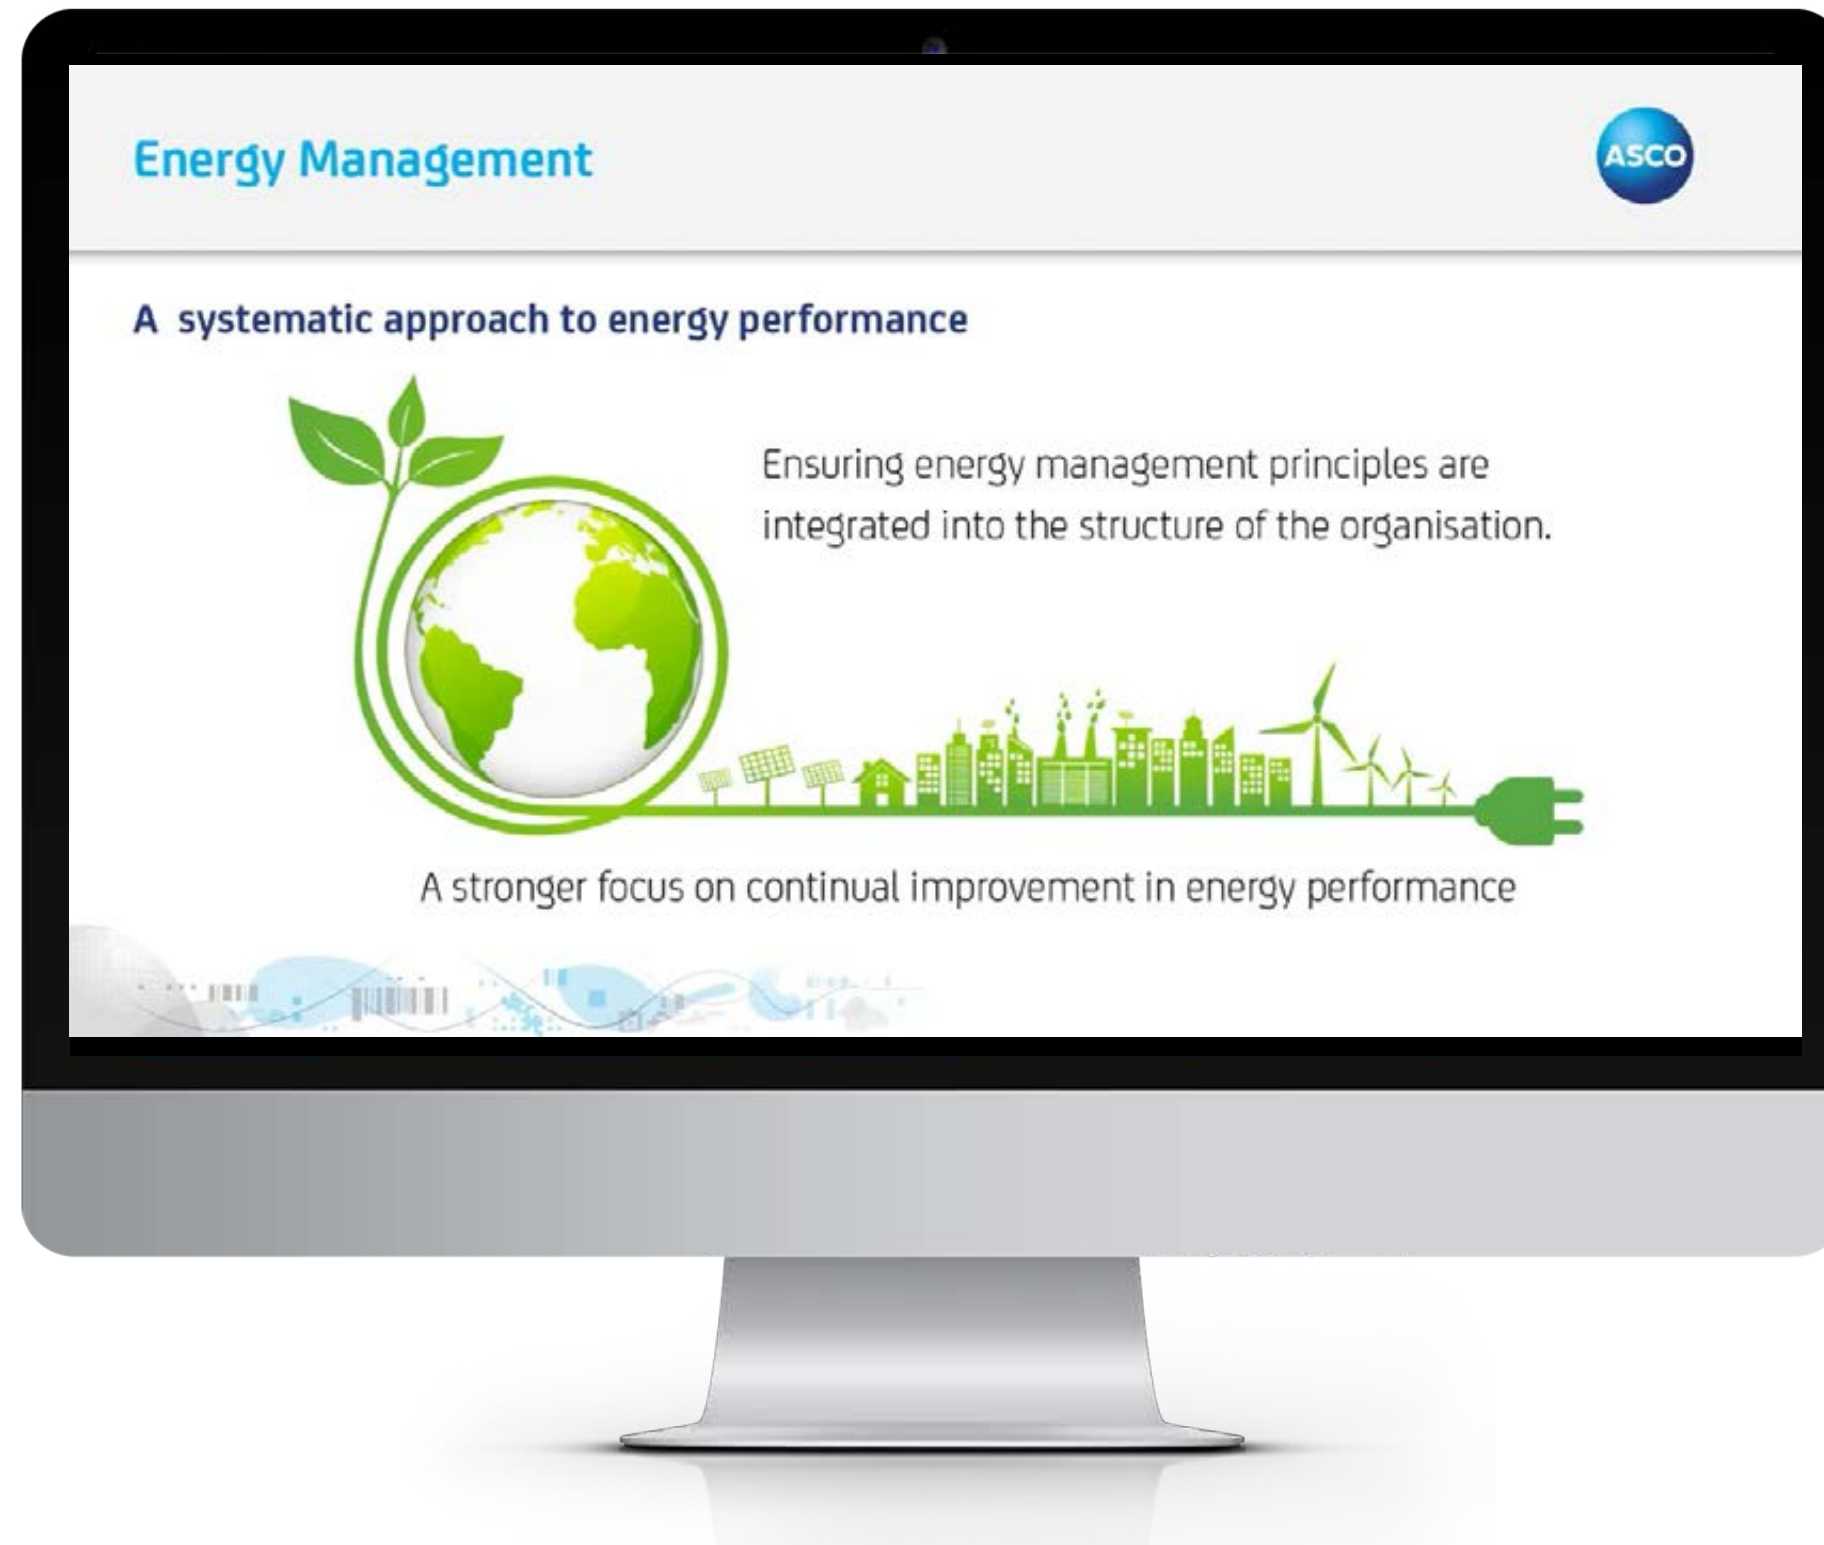 Energy Management
ASCO
A systematic approach to energy performance
Ensuring energy management principles are
integrated into the structure of the organisation.
A stronger focus on continual improvement in energy performance